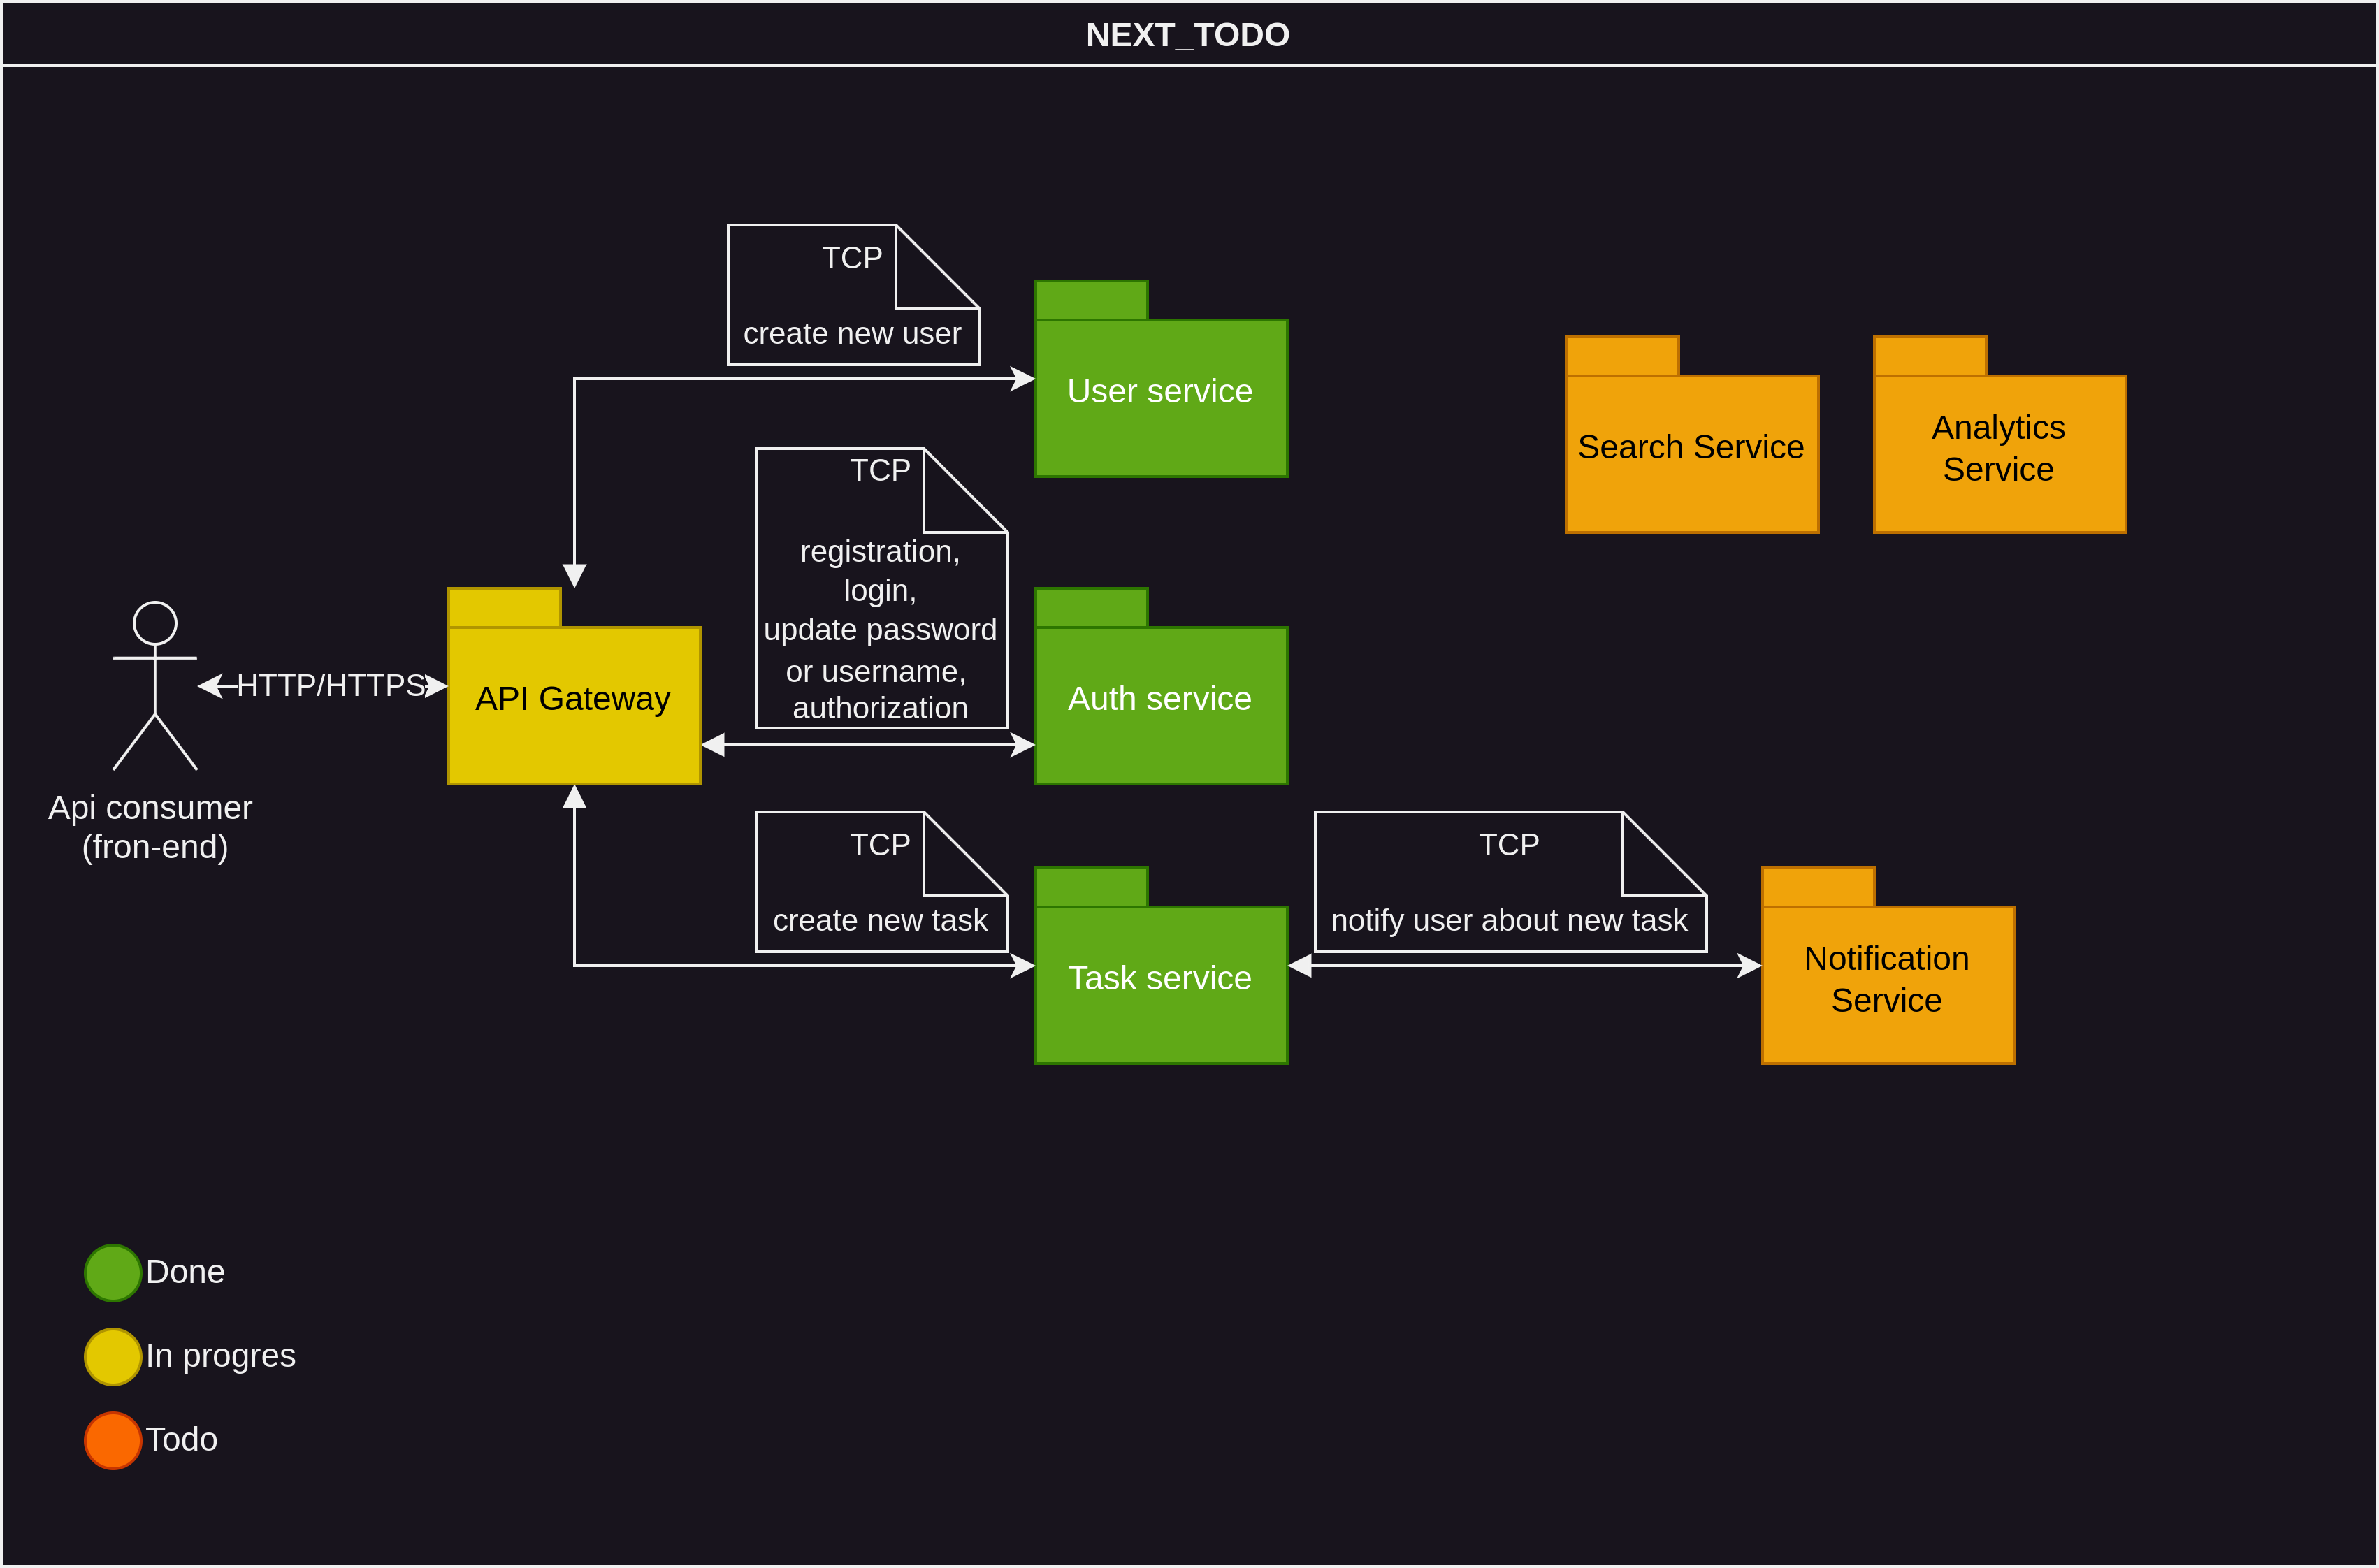 NEXT_TODO
TCP
create new user
User service
Search Service
Analytics
Service
TCP
registration,
login,
update password
or username,
authorization
HTTP/HTTPS
API Gateway
Auth service
Api consumer
(fron-end)
TCP
create new task
Task service
TCP
notify user about new task
Notification
Service
Done
In progres
Todo